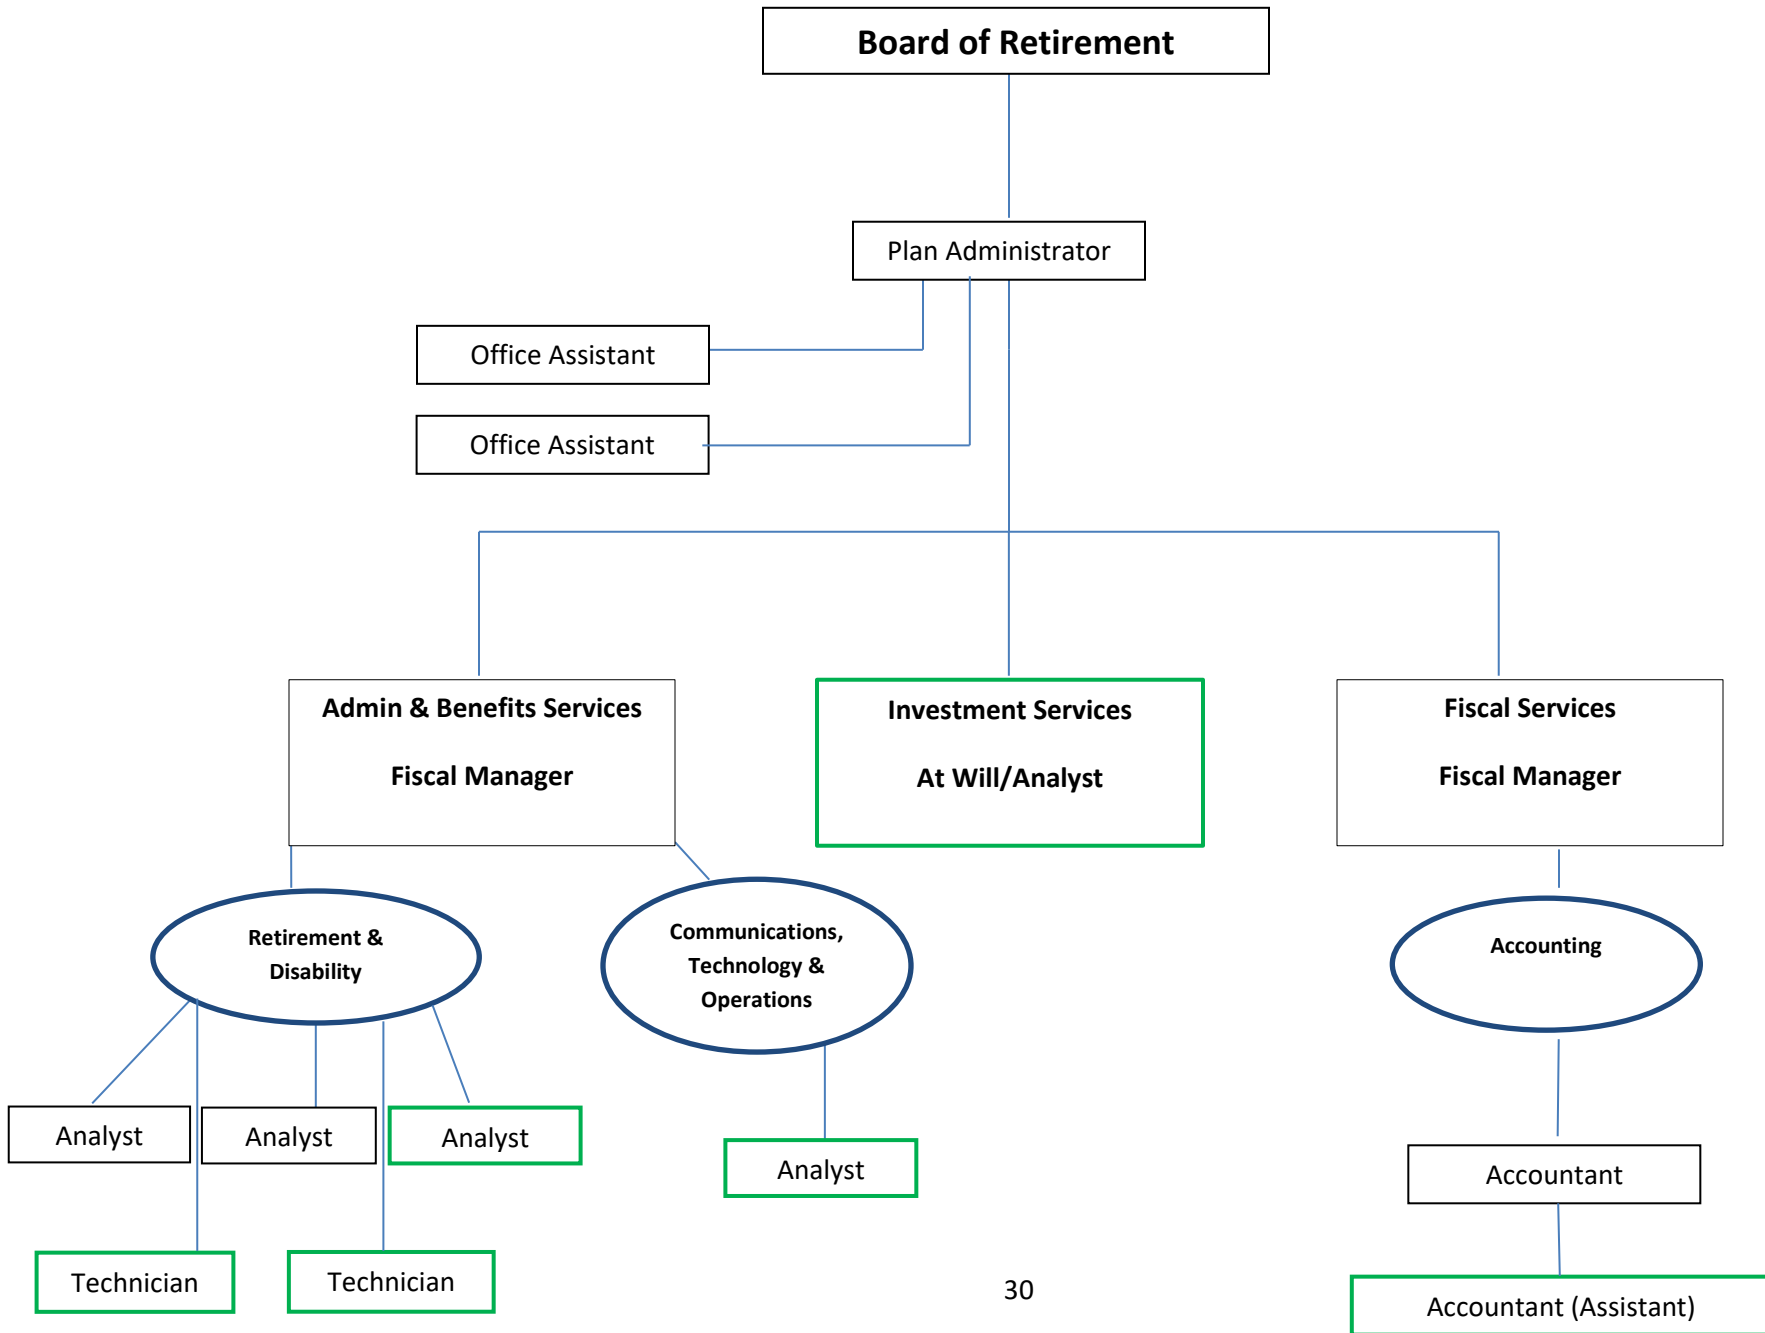 Board of Retirement
Plan Administrator
Office Assistant
Office Assistant
Admin & Benefits Services
Fiscal Manager
Investment Services
At Will/Analyst
Fiscal Services
Fiscal Manager
Retirement &
Disability
Communications,
Technology &
Operations
Accounting
Analyst
Analyst
Analyst
Analyst
Accountant
Technician
Technician
30
Accountant (Assistant)